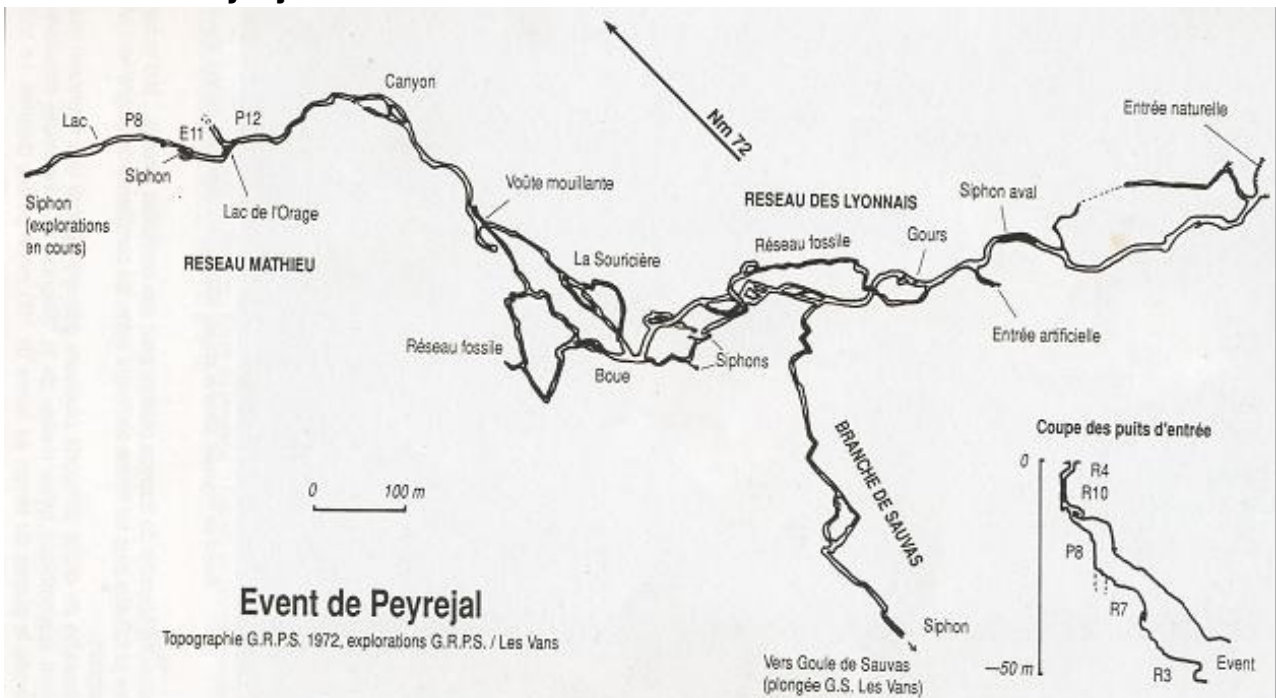 Nm 72
Canyon
Lac
P8
E11
P12
Siphon
Lac de l'Orage
Siphon
(explorations
en cours)
RESEAU MATHIEU
Voûte mouillante
La Souricière
Réseau fossile
Boue
Siphons
RESEAU DES LYONNAIS
Réseau fossile
Gours
Siphon aval
Entrée naturelle
Entrée artificielle
BRANCHE DE SAUVAS
Siphon
Vers Goule de Sauvas
(plongée G.S. Les Vans)
Coupe des puits d'entrée
0
R4
R10
P8
R7
R3
Event
—50 m
0 100 m
Event de Peyrejal
Topographie G.R.P.S. 1972, explorations G.R.P.S. / Les Vans